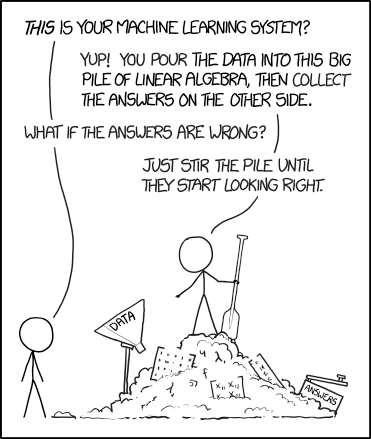 THIS IS YOUR MACHINE LEARNING SYSTEM?
YUP! YOU POUR THE DATA INTO THIS BIG
PILE OF LINEAR ALGEBRA, THEN COLLECT
THE ANSWERS ON THE OTHER SIDE.
WHAT IF THE ANSWERS ARE WRONG?
JUST STIR THE PILE UNTIL
THEY START LOOKING RIGHT.
DATA
ANSWERS